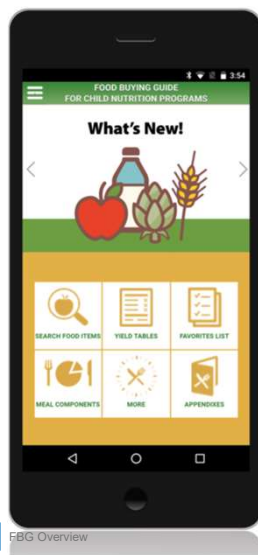 3:54
FOOD BUYING GUIDE
FOR CHILD NUTRITION PROGRAMS
What's New!
SEARCH FOOD ITEMS
YIELD TABLES
FAVORITES LIST
MEAL COMPONENTS
MORE
APPENDIXES
FBG Overview